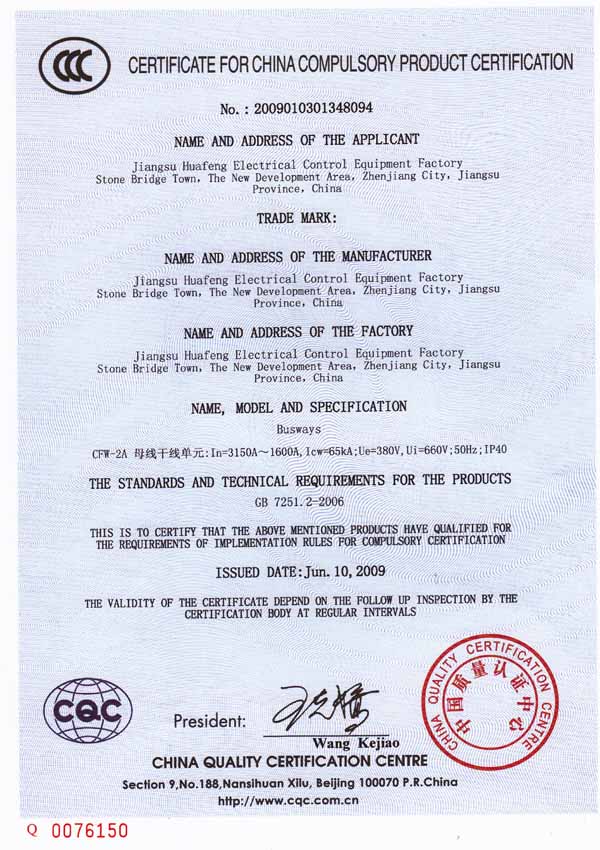 CCC
CERTIFICATE FOR CHINA COMPULSORY PRODUCT CERTIFICATION
No. : 2009010301348094
NAME AND ADDRESS OF THE APPLICANT
Jiangsu Huafeng Electrical Control Equipment Factory
Stone Bridge Town, The New Development Area, Zhenjiang City, Jiangsu
Province, China
TRADE MARK:
NAME AND ADDRESS OF THE MANUFACTURER
Jiangsu Huafeng Electrical Control Equipment Factory
Stone Bridge Town, The New Development Area, Zhenjiang City, Jiangsu
Province, China
NAME AND ADDRESS OF THE FACTORY
Jiangsu Huafeng Electrical Control Equipment Factory
Stone Bridge Town, The New Development Area, Zhenjiang City, Jiangsu
Province, China
NAME, MODEL AND SPECIFICATION
Busways
CFW-2A 母线干线单元:In=3150A~1600A,Icw=65kA;Ue=380V,Ui=660V;50Hz;IP40
THE STANDARDS AND TECHNICAL REQUIREMENTS FOR THE PRODUCTS
GB 7251.2-2006
THIS IS TO CERTIFY THAT THE ABOVE MENTIONED PRODUCTS HAVE QUALIFIED FOR
THE REQUIREMENTS OF IMPLEMENTATION RULES FOR COMPULSORY CERTIFICATION
ISSUED DATE:Jun. 10, 2009
THE VALIDITY OF THE CERTIFICATE DEPEND ON THE FOLLOW UP INSPECTION BY THE
CERTIFICATION BODY AT REGULAR INTERVALS
CHINA QUALITY CERTIFICATION CENTRE
中国质量认证中心
CQC
President:
Wang Kejiao
CHINA QUALITY CERTIFICATION CENTRE
Section 9,No.188,Nansihuan Xilu, Beijing 100070 P.R.China
http://www.cqc.com.cn
Q 0076150